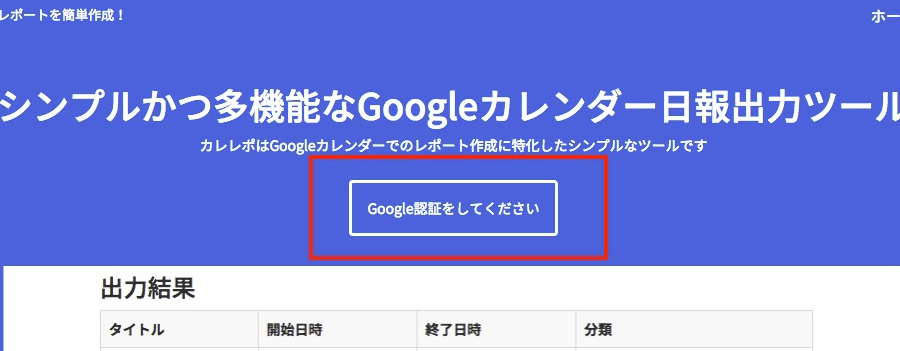 レポートを簡単作成！ ホー
シンプルかつ多機能なGoogleカレンダー日報出力ツール
カレレポはGoogleカレンダーでのレポート作成に特化したシンプルなツールです
Google認証をしてください
出力結果
タイトル 開始日時 終了日時 分類